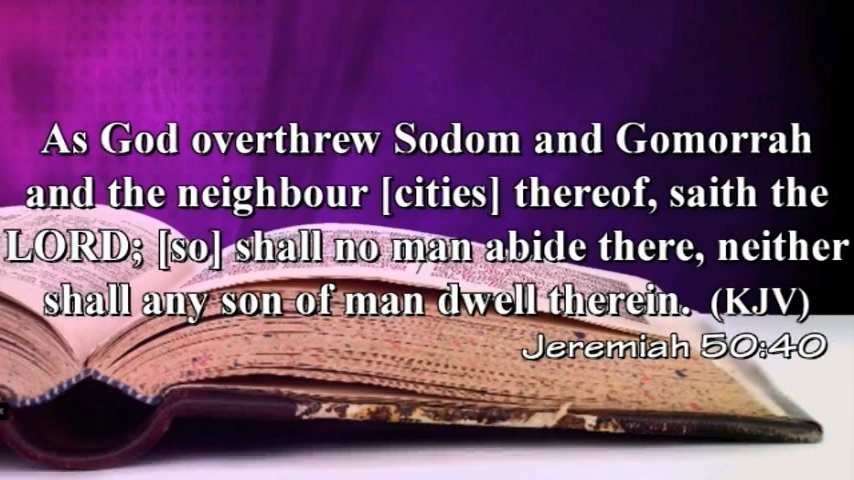 As God overthrew Sodom and Gomorrah
and the neighbour [cities] thereof, saith the
LORD; [so] shall no man abide there, neither
shall any son of man dwell therein. (KJV)
Jeremiah 50:40